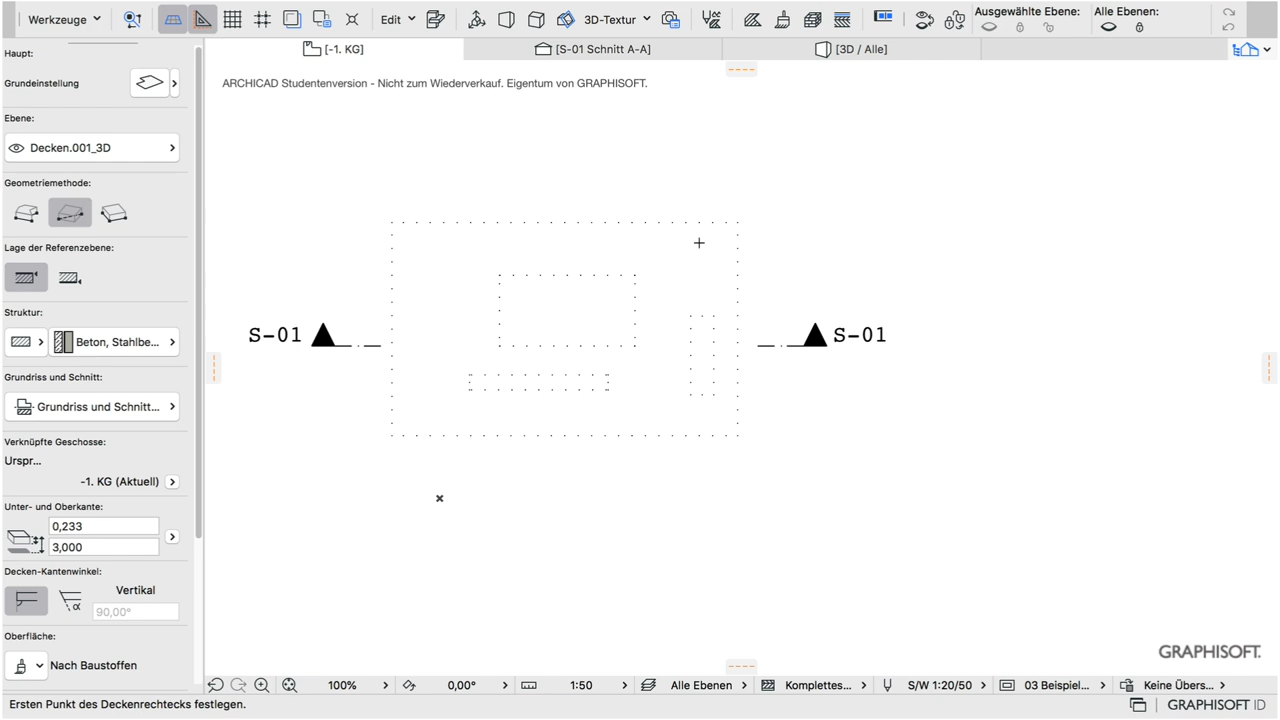 Werkzeuge
Edit
3D-Textur
Ausgewählte Ebene:
Alle Ebenen:
Haupt:
[-1. KG]
[S-01 Schnitt A-A]
[3D / Alle]
Grundeinstellung
ARCHICAD Studentenversion - Nicht zum Wiederverkauf. Eigentum von GRAPHISOFT.
Ebene:
Decken.001_3D
Geometriemethode:
Lage der Referenzebene:
Struktur:
Beton, Stahlbe...
S-01
S-01
Grundriss und Schnitt:
Grundriss und Schnitt...
Verknüpfte Geschosse:
Urspr...
-1. KG (Aktuell)
Unter- und Oberkante:
0,233
3,000
Decken-Kantenwinkel:
Vertikal
α
90,00°
Oberfläche:
Nach Baustoffen
GRAPHISOFT.
100%
0,00°
1:50
Alle Ebenen
Komplettes...
S/W 1:20/50
03 Beispiel...
Keine Übers...
Ersten Punkt des Deckenrechtecks festlegen.
GRAPHISOFT ID